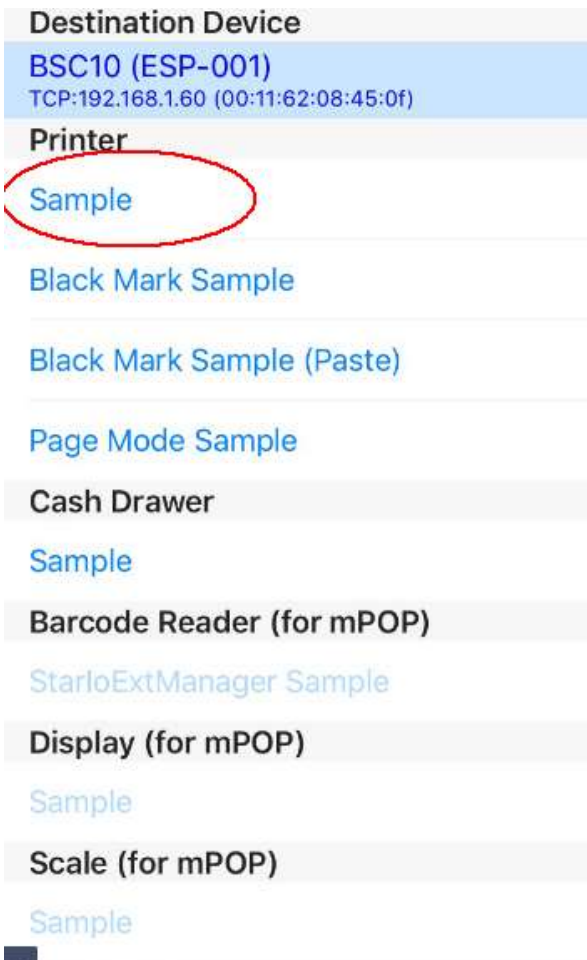 Destination Device
BSC10 (ESP-001)
TCP:192.168.1.60 (00:11:62:08:45:0f)
Printer
Sample
Black Mark Sample
Black Mark Sample (Paste)
Page Mode Sample
Cash Drawer
Sample
Barcode Reader (for mPOP)
StarIoExtManager Sample
Display (for mPOP)
Sample
Scale (for mPOP)
Sample